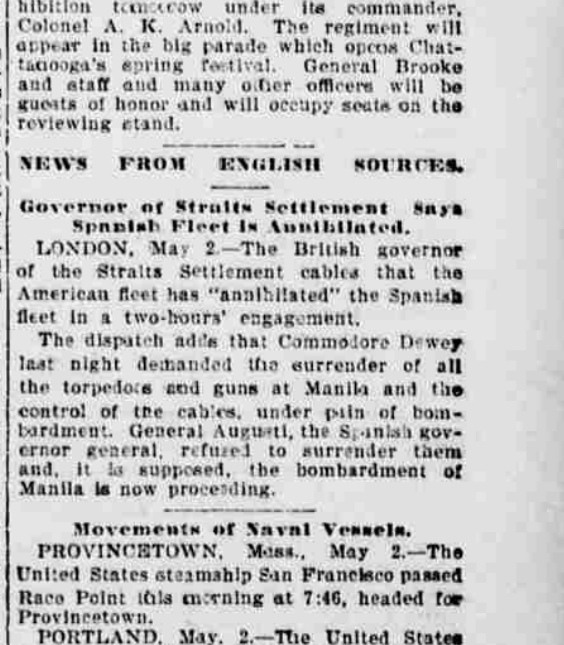 hibition tomorrow under its commander,
Colonel A. K. Arnold. The regiment will
appear in the big parade which opens Chat-
tanooga's spring festival. General Brooke
and staff and many other officers will be
guests of honor and will occupy seats on the
reviewing stand.
NEWS FROM ENGLISH SOURCES.
Governor of Straits Settlement Says
Spanish Fleet is Annihilated.
LONDON, May 2.—The British governor
of the Straits Settlement cables that the
American fleet has "annihilated" the Spanish
fleet in a two-hours' engagement.
The dispatch adds that Commodore Dewey
last night demanded the surrender of all
the torpedoes and guns at Manila and the
control of the cables, under pain of bom-
bardment. General Augusti, the Spanish gov-
ernor general, refused to surrender them
and, it is supposed, the bombardment of
Manila is now proceeding.
Movements of Naval Vessels.
PROVINCETOWN, Mass., May 2.—The
United States steamship San Francisco passed
Race Point this morning at 7:46, headed for
Provincetown.
PORTLAND, May. 2.—The United States